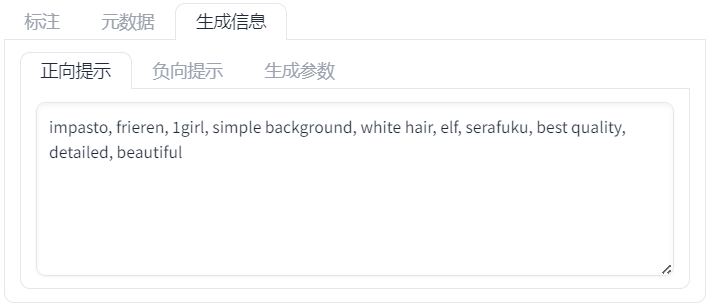 标注 元数据 生成信息
正向提示 负向提示 生成参数
impasto, frieren, 1girl, simple background, white hair, elf, serafuku, best quality,
detailed, beautiful